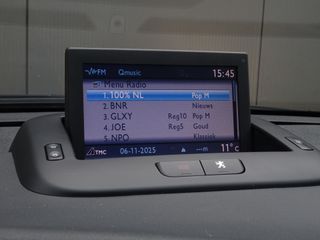 FM Qmusic 15:45
Menu Radio
1. 100% NL Pop M
2. BNR Nieuws
3. GLXY Reg10 Pop M
4. JOE Reg5 Goud
5. NPO Klassiek
TMC 06-11-2025 ---m 11°c